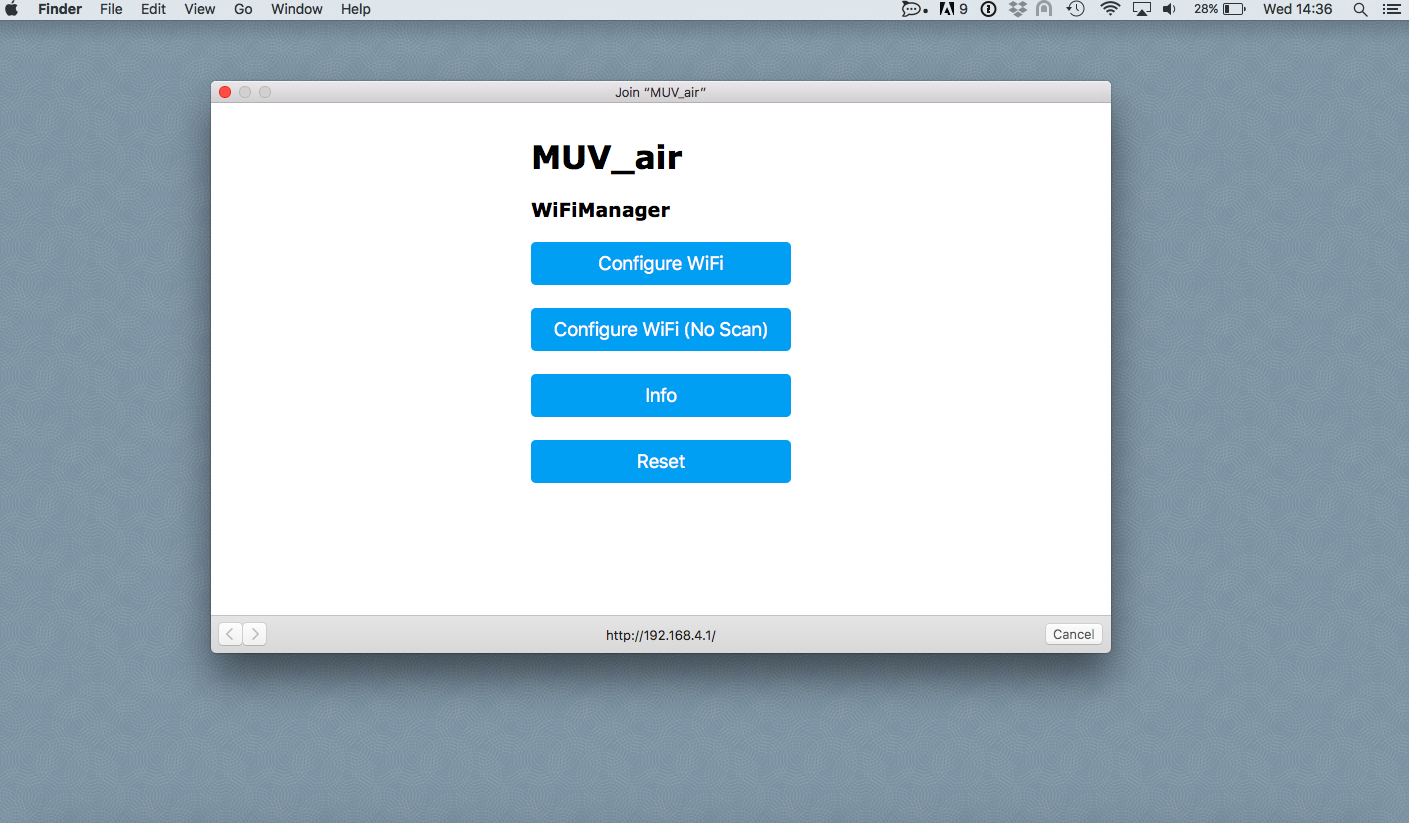 Finder File Edit View Go Window Help 9 28% Wed 14:36
Join “MUV_air”
MUV_air
WiFiManager
Configure WiFi
Configure WiFi (No Scan)
Info
Reset
http://192.168.4.1/ Cancel